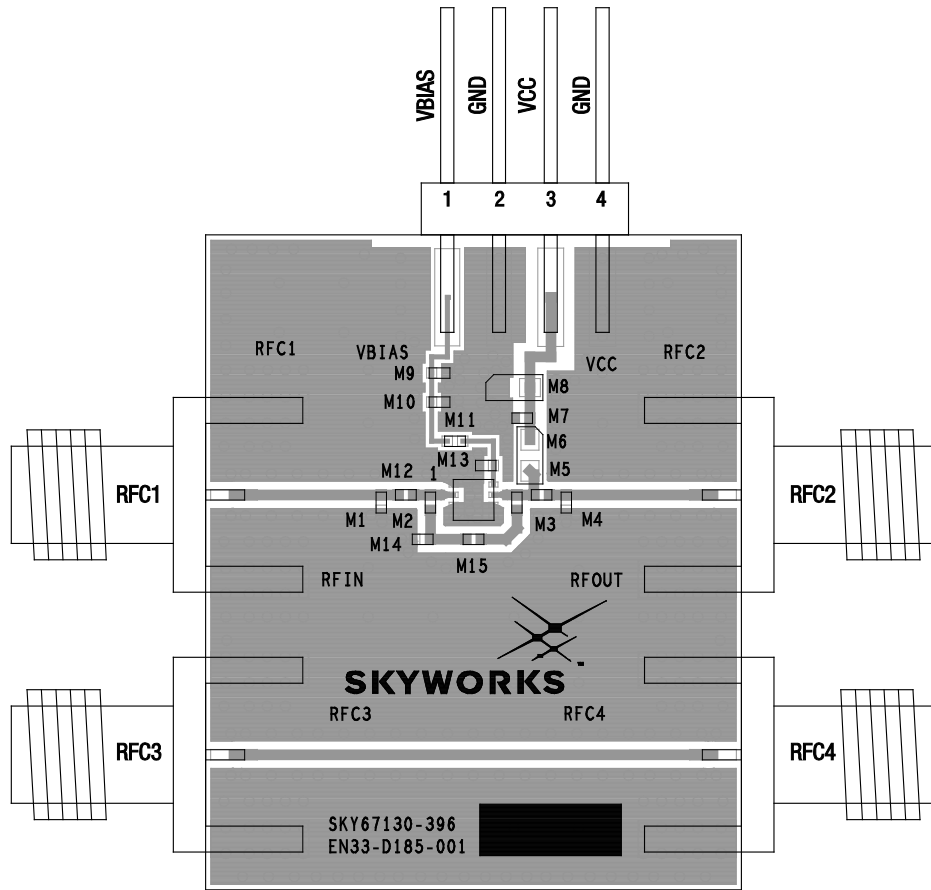 VBIAS
GND
VCC
GND
1 2 3 4
RFC1
VBIAS
VCC
RFC2
M9
M8
M10
M7
M11
M6
M13
M5
M12 1
RFC1
RFC2
M1 M2 M3 M4
M14
M15
RFIN
RFOUT
SKYWORKS
RFC3
RFC4
RFC3
RFC4
SKY67130-396
EN33-D185-001